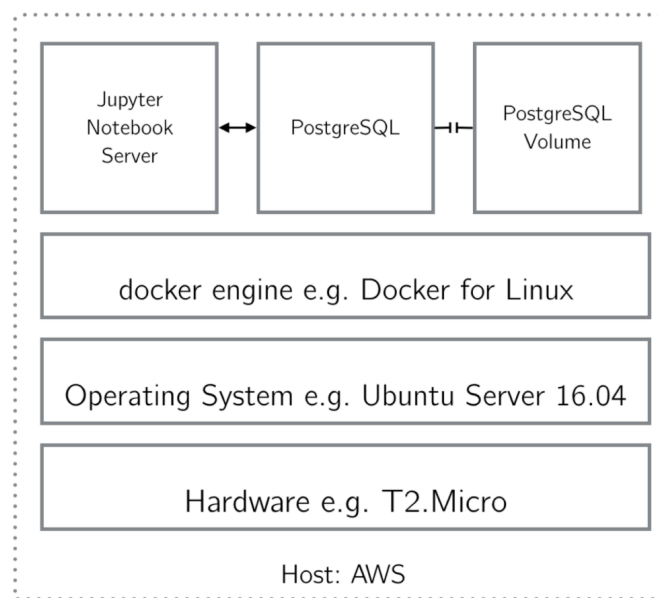 Jupyter
Notebook
Server
PostgreSQL
PostgreSQL
Volume
docker engine e.g. Docker for Linux
Operating System e.g. Ubuntu Server 16.04
Hardware e.g. T2.Micro
Host: AWS